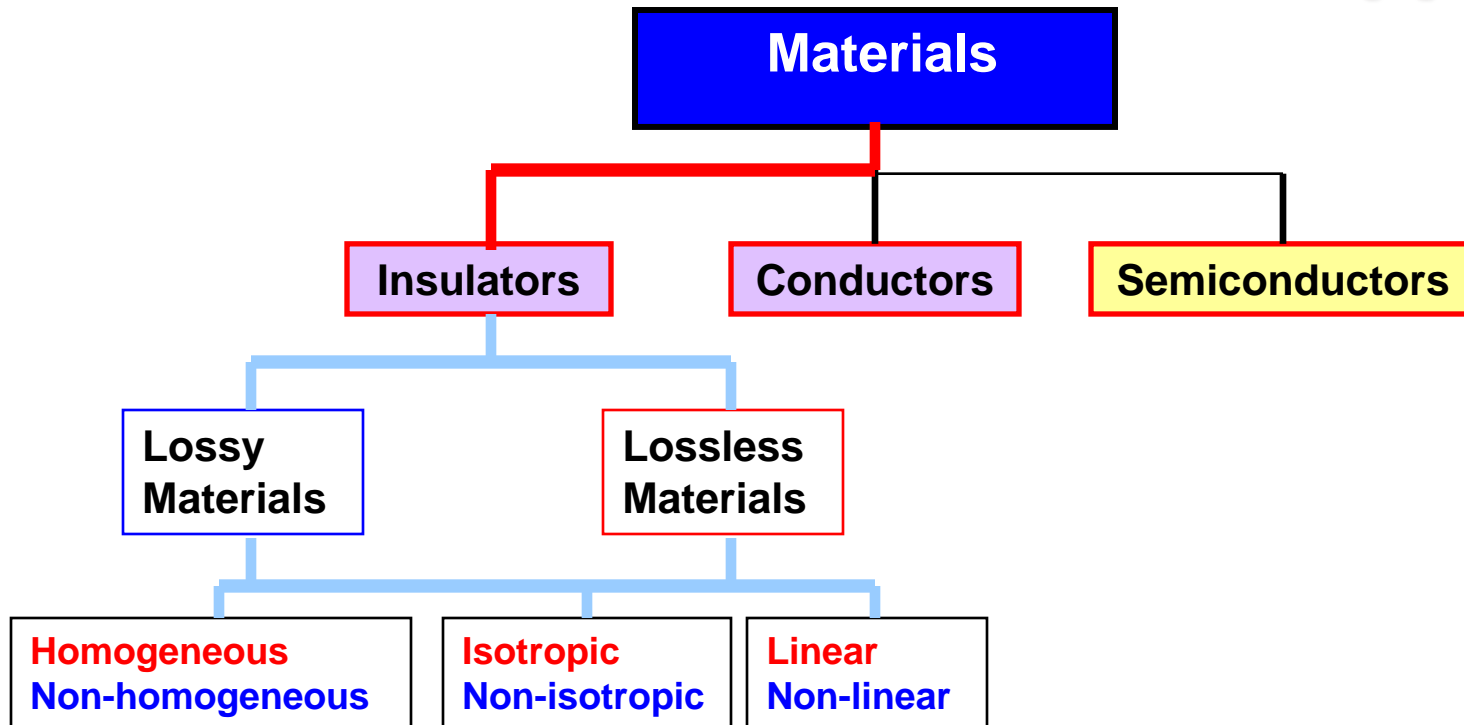 Materials
Insulators
Conductors
Semiconductors
Lossy
Materials
Lossless
Materials
Homogeneous
Non-homogeneous
Isotropic
Non-isotropic
Linear
Non-linear